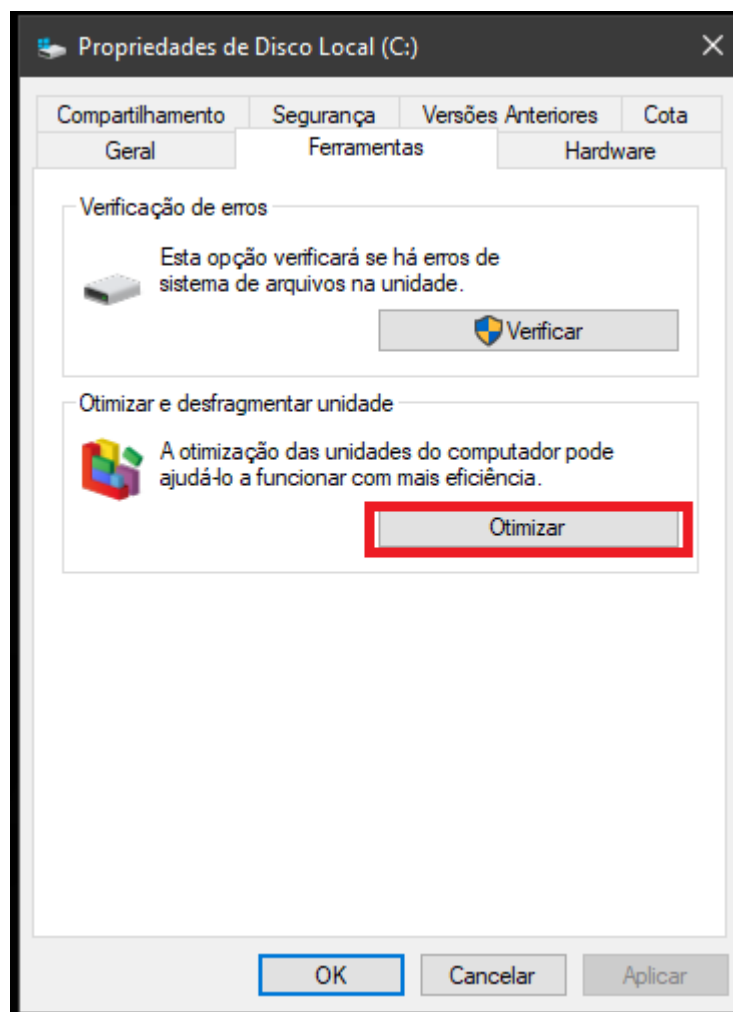 Propriedades de Disco Local (C:)
Compartilhamento Segurança Versões Anteriores Cota
Geral Ferramentas Hardware
Verificação de erros
Esta opção verificará se há erros de
sistema de arquivos na unidade.
Verificar
Otimizar e desfragmentar unidade
A otimização das unidades do computador pode
ajudá-lo a funcionar com mais eficiência.
Otimizar
OK Cancelar Aplicar